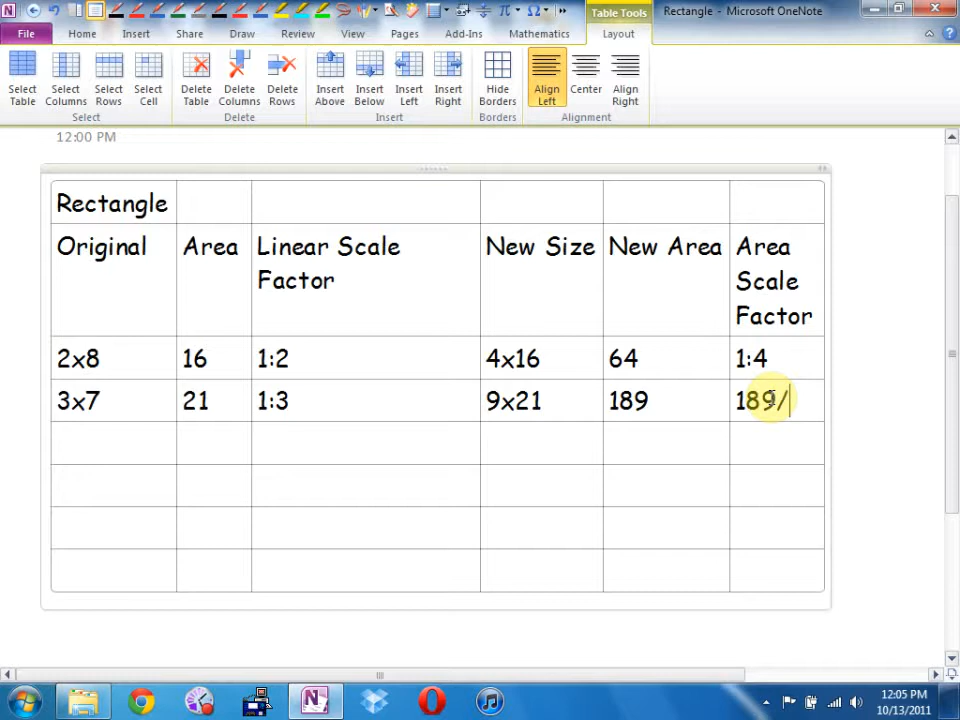 Table Tools
Rectangle - Microsoft OneNote
File Home Insert Share Draw Review View Pages Add-Ins Mathematics Layout
Select Table
Select Columns
Select Rows
Select Cell
Delete Table
Delete Columns
Delete Rows
Insert Above
Insert Below
Insert Left
Insert Right
Hide Borders
Align Left
Center
Align Right
Select Delete Insert Borders Alignment
12:00 PM
Rectangle
Original Area Linear Scale Factor New Size New Area Area Scale Factor
2x8 16 1:2 4x16 64 1:4
3x7 21 1:3 9x21 189 189/
12:05 PM
10/13/2011